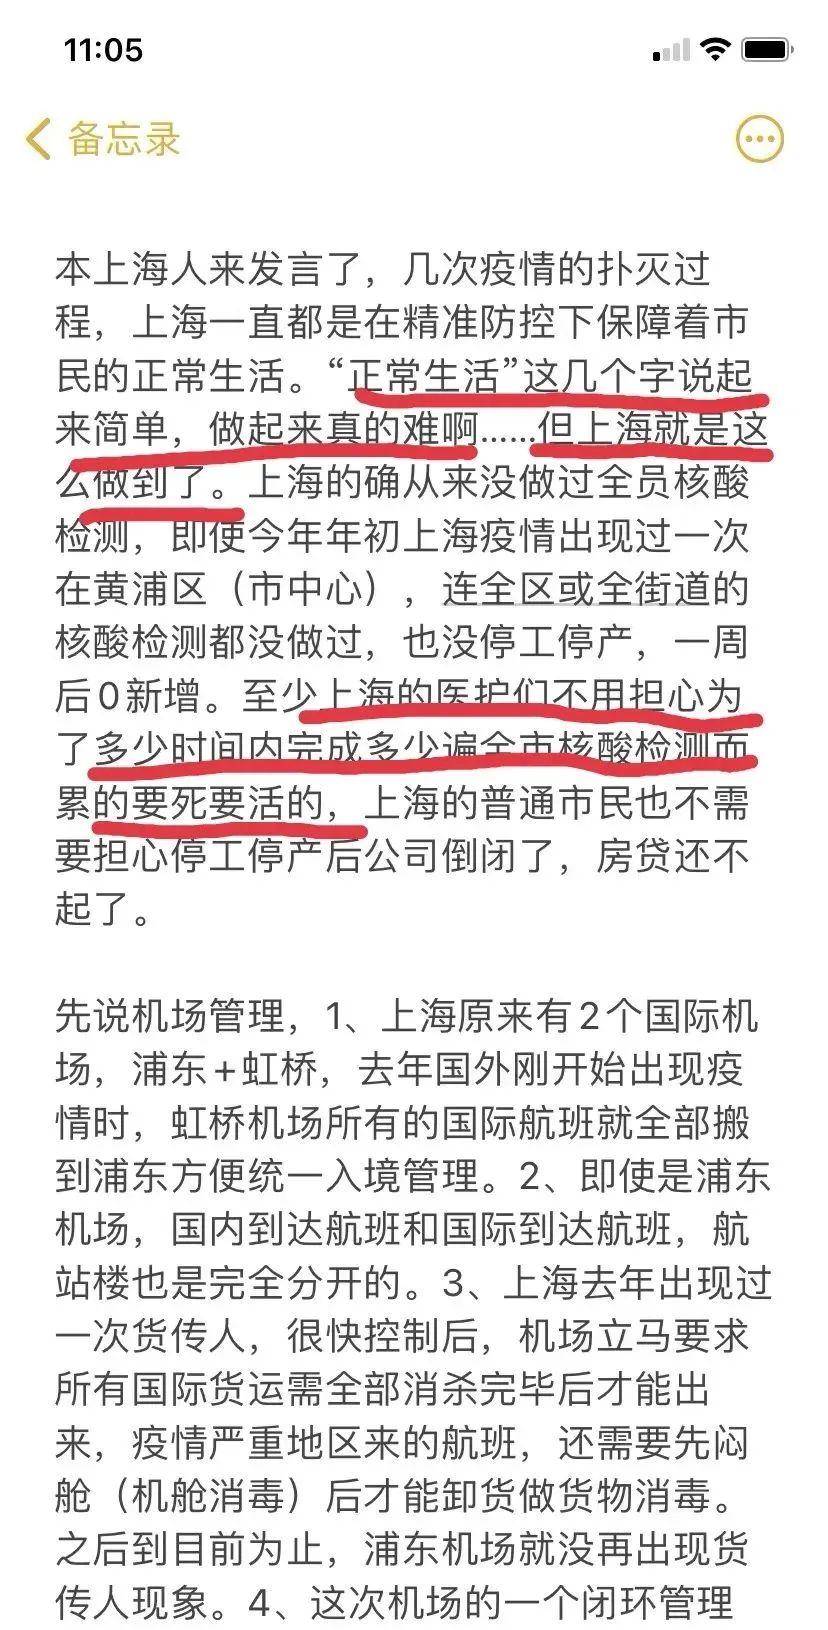 11:05
备忘录
本上海人来发言了，几次疫情的扑灭过
程，上海一直都是在精准防控下保障着市
民的正常生活。“正常生活”这几个字说起
来简单，做起来真的难啊……但上海就是这
么做到了。上海的确从来没做过全员核酸
检测，即使今年年初上海疫情出现过一次
在黄浦区（市中心），连全区或全街道的
核酸检测都没做过，也没停工停产，一周
后0新增。至少上海的医护们不用担心为
了多少时间内完成多少遍全市核酸检测而
累的要死要活的，上海的普通市民也不需
要担心停工停产后公司倒闭了，房贷还不
起了。
先说机场管理，1、上海原来有2个国际机
场，浦东+虹桥，去年国外刚开始出现疫
情时，虹桥机场所有的国际航班就全部搬
到浦东方便统一入境管理。2、即使是浦东
机场，国内到达航班和国际到达航班，航
站楼也是完全分开的。3、上海去年出现过
一次货传人，很快控制后，机场立马要求
所有国际货运需全部消杀完毕后才能出
来，疫情严重地区来的航班，还需要先闷
舱（机舱消毒）后才能卸货做货物消毒。
之后到目前为止，浦东机场就没再出现货
传人现象。4、这次机场的一个闭环管理